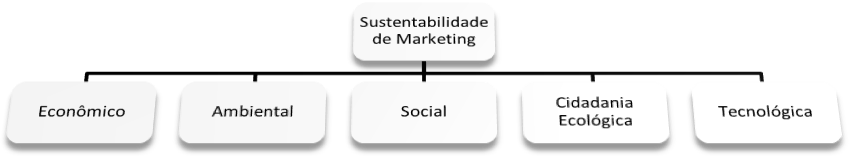 Sustentabilidade
de Marketing
Econômico
Ambiental
Social
Cidadania
Ecológica
Tecnológica